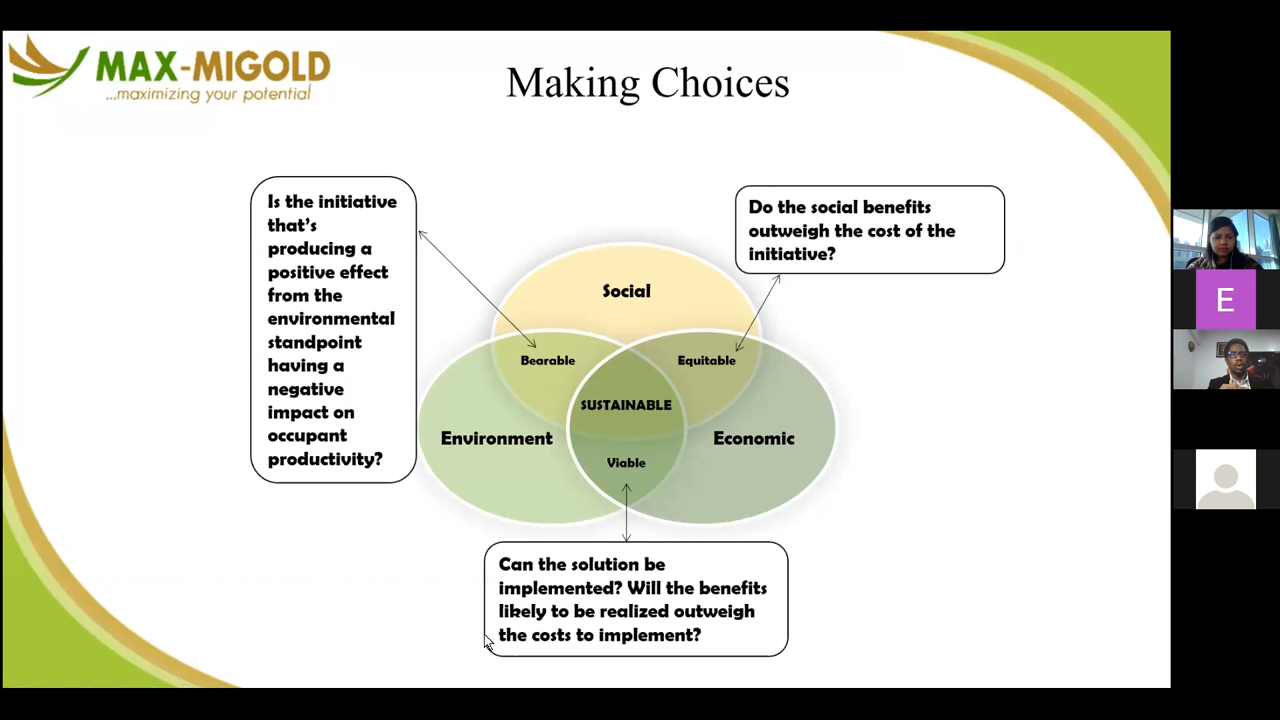 MAX-MIGOLD
...maximizing your potential
Making Choices
Is the initiative
that's
producing a
positive effect
from the
environmental
standpoint
having a
negative
impact on
occupant
productivity?
Do the social benefits
outweigh the cost of the
initiative?
Social
Bearable
Equitable
SUSTAINABLE
Environment
Economic
Viable
Can the solution be
implemented? Will the benefits
likely to be realized outweigh
the costs to implement?
E